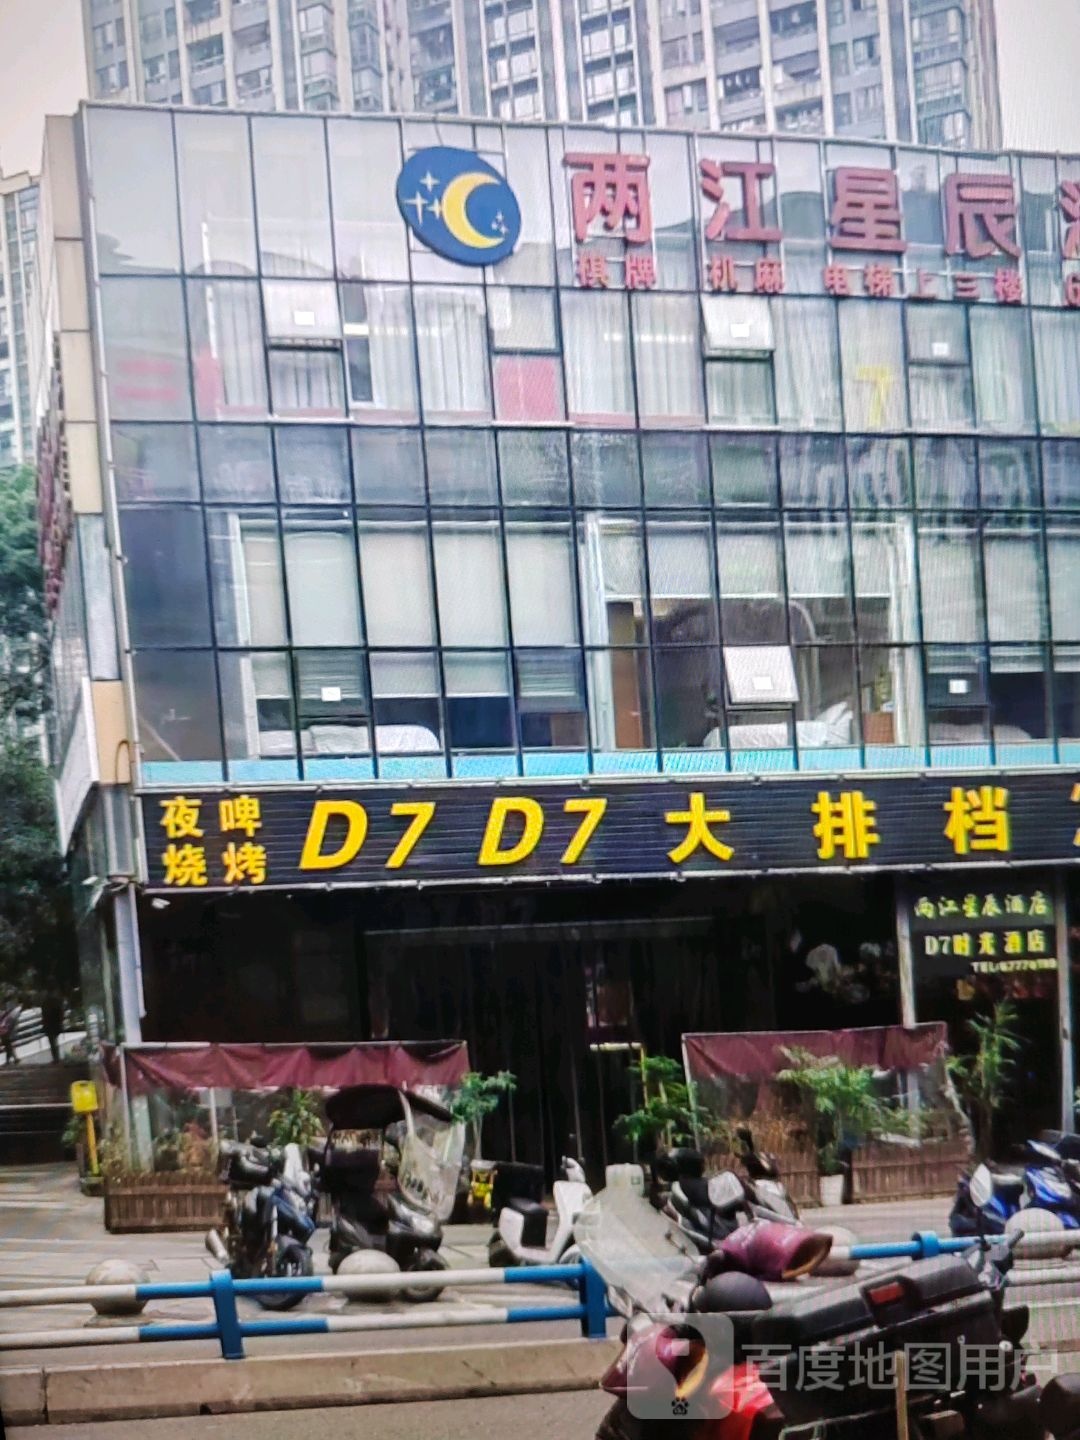 两江星辰
棋牌 机麻 电梯上三楼
夜啤
烧烤
D7 D7 大排档
两江星辰酒店
D7时光酒店
百度地图用户